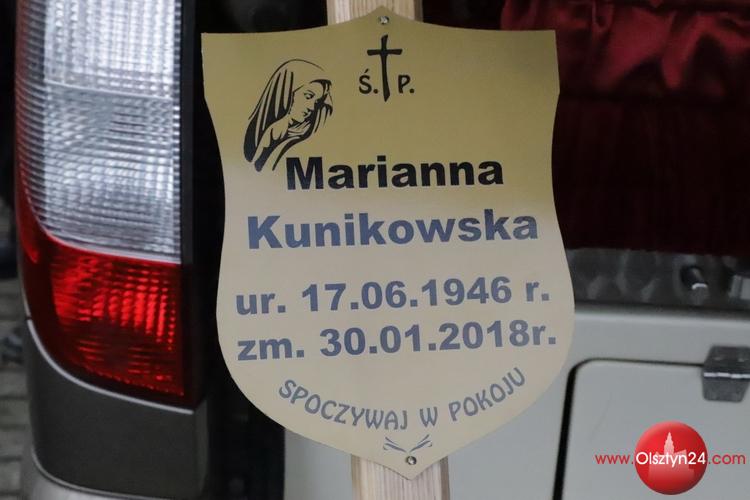 Ś. P.
Marianna
Kunikowska
ur. 17.06.1946 r.
zm. 30.01.2018r.
SPOCZYWAJ W POKOJU
www.Olsztyn24.com